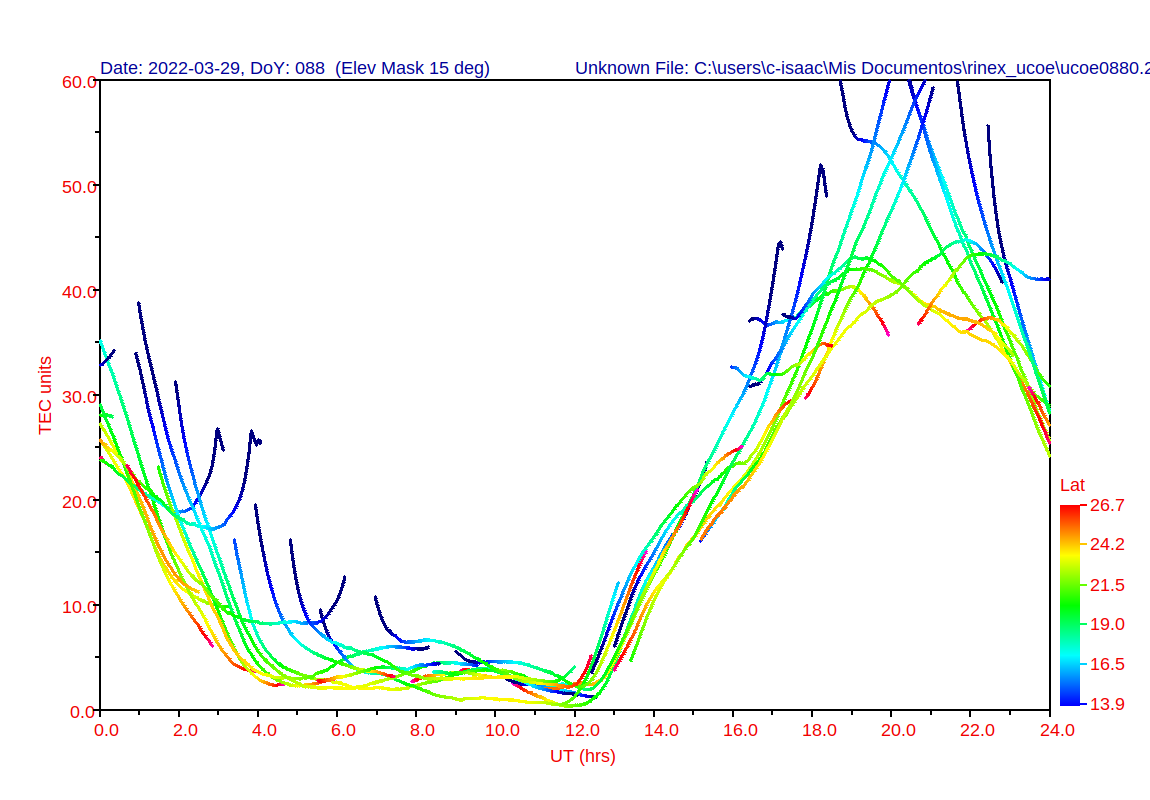 Date: 2022-03-29, DoY: 088  (Elev Mask 15 deg) Unknown File: C:\users\c-isaac\Mis Documentos\rinex_ucoe\ucoe0880.2
60.0
50.0
40.0
30.0
20.0
10.0
0.0
TEC units
0.0 2.0 4.0 6.0 8.0 10.0 12.0 14.0 16.0 18.0 20.0 22.0 24.0
UT (hrs)
Lat
26.7
24.2
21.5
19.0
16.5
13.9